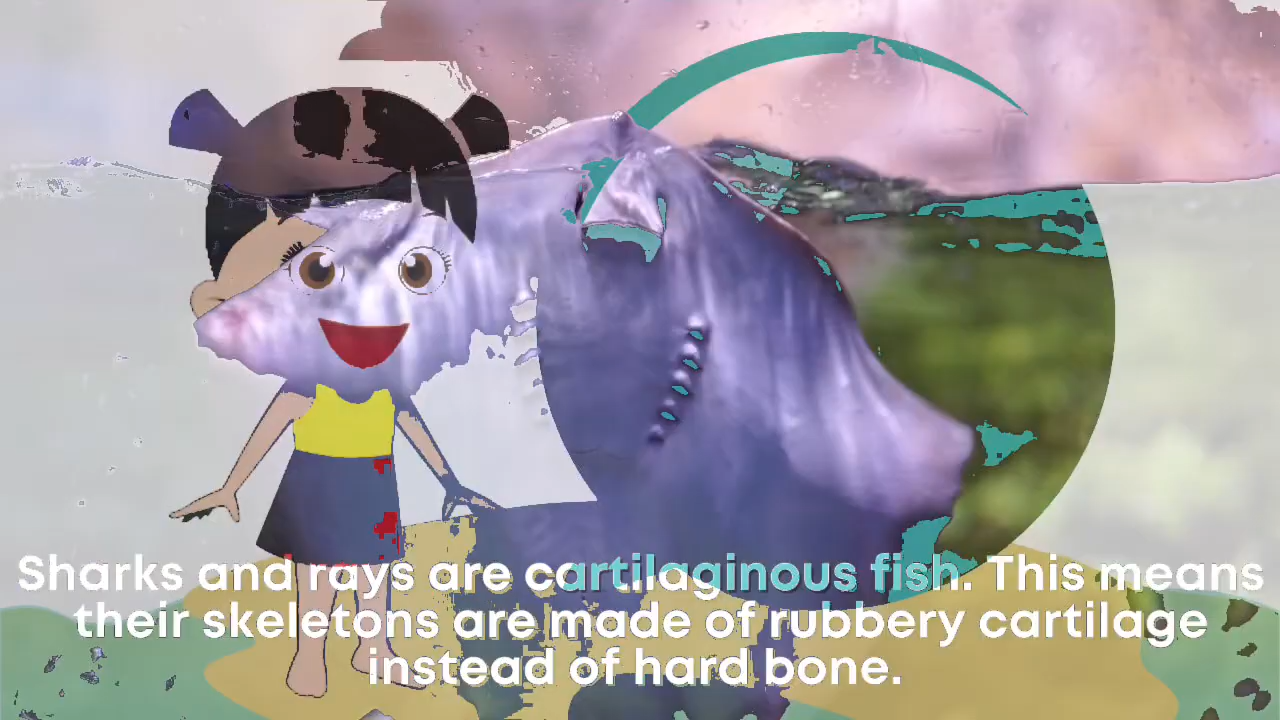 Sharks and rays are cartilaginous fish. This means
their skeletons are made of rubbery cartilage
instead of hard bone.